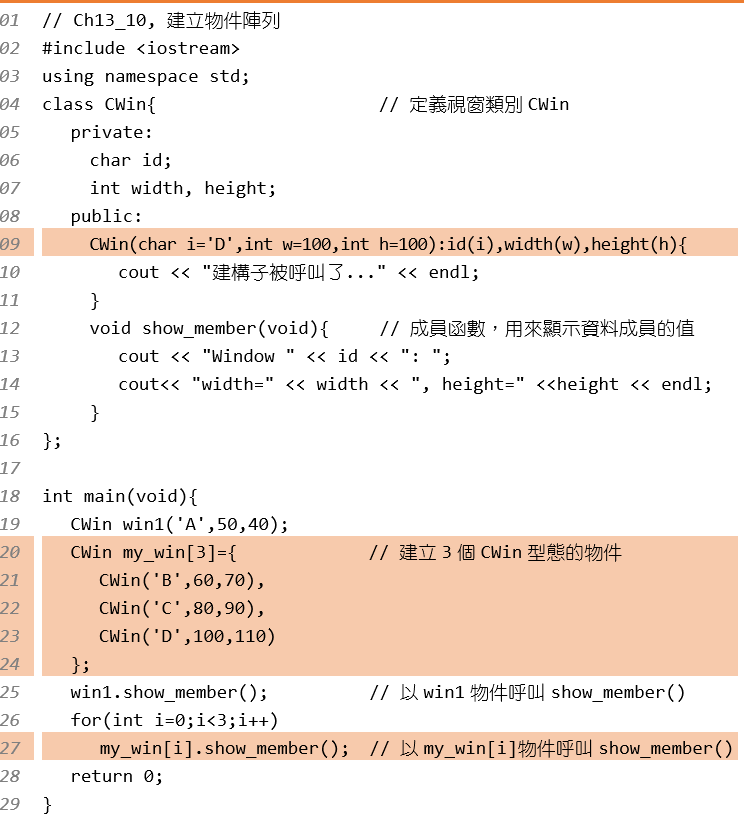 01 // Ch13_10, 建立物件陣列
02 #include <iostream>
03 using namespace std;
04 class CWin{ // 定義視窗類別 CWin
05 private:
06 char id;
07 int width, height;
08 public:
09 CWin(char i='D',int w=100,int h=100):id(i),width(w),height(h){
10 cout << "建構子被呼叫了..." << endl;
11 }
12 void show_member(void){ // 成員函數，用來顯示資料成員的值
13 cout << "Window " << id << ": ";
14 cout<< "width=" << width << ", height=" <<height << endl;
15 }
16 };
17
18 int main(void){
19 CWin win1('A',50,40);
20 CWin my_win[3]={ // 建立 3 個 CWin 型態的物件
21 CWin('B',60,70),
22 CWin('C',80,90),
23 CWin('D',100,110)
24 };
25 win1.show_member(); // 以 win1 物件呼叫 show_member()
26 for(int i=0;i<3;i++)
27 my_win[i].show_member(); // 以 my_win[i]物件呼叫 show_member()
28 return 0;
29 }